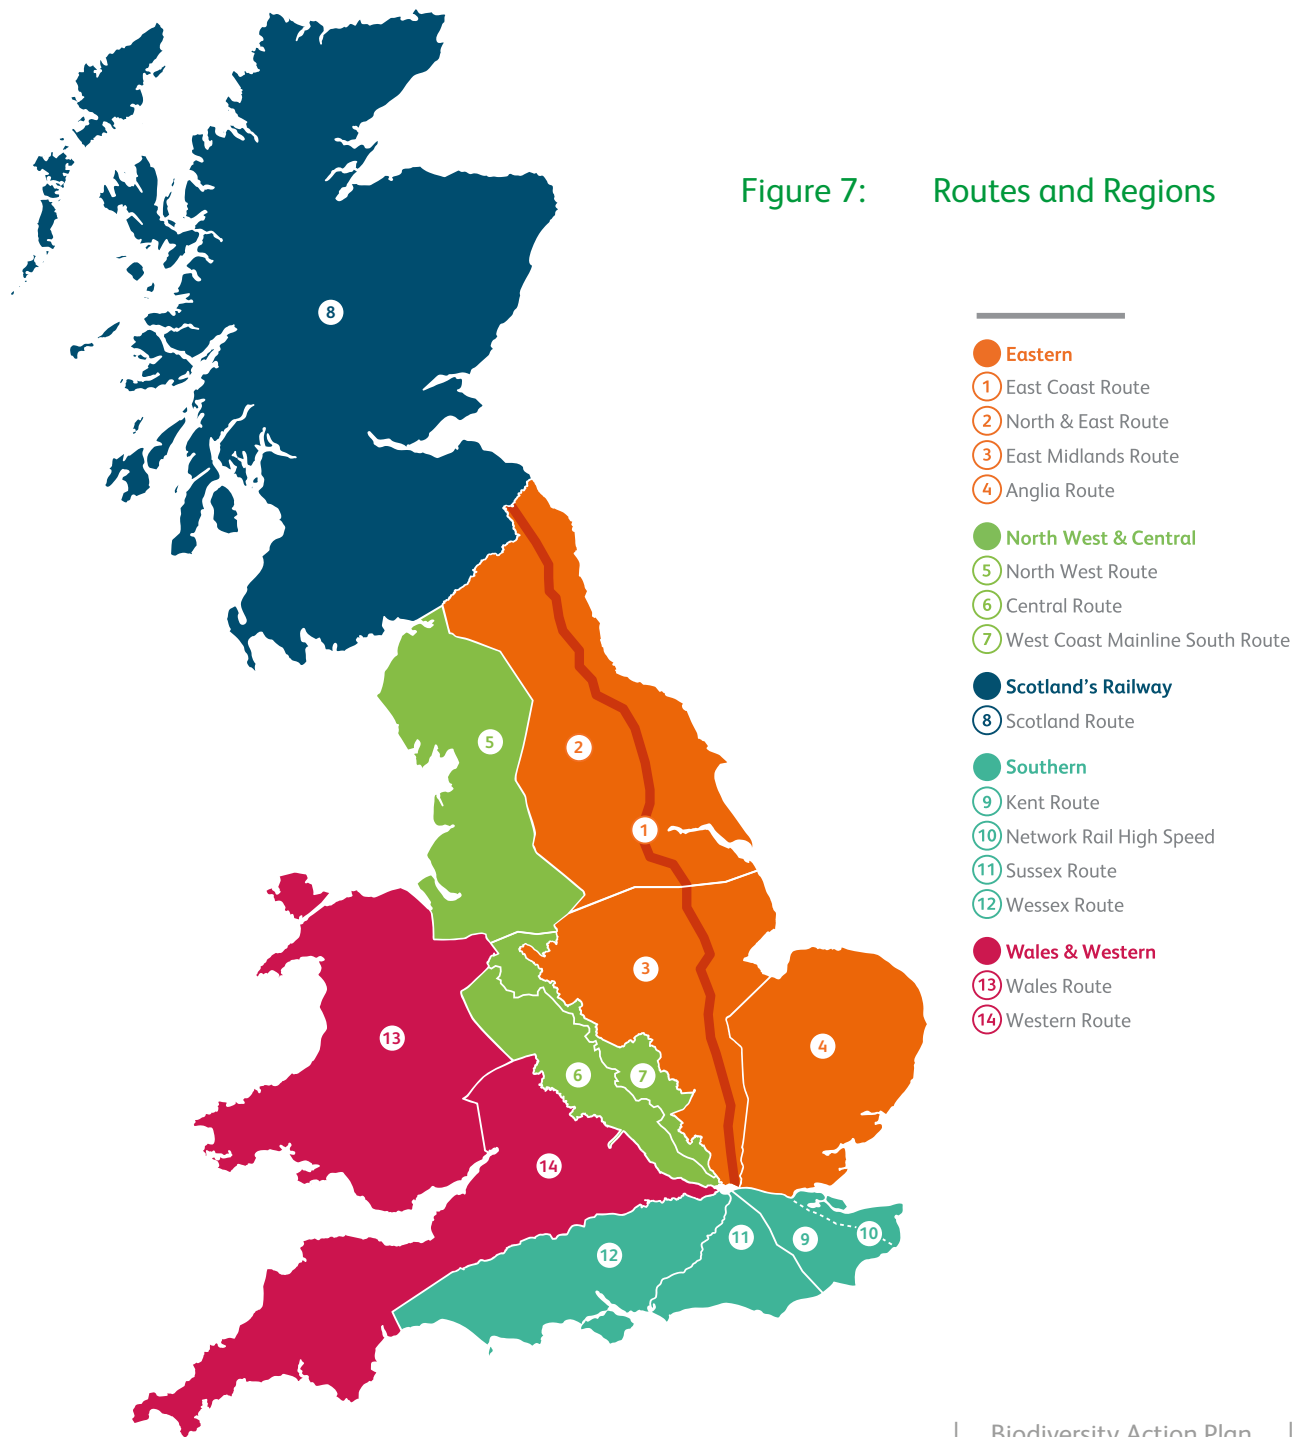 Figure 7: Routes and Regions
Eastern
1 East Coast Route
2 North & East Route
3 East Midlands Route
4 Anglia Route
North West & Central
5 North West Route
6 Central Route
7 West Coast Mainline South Route
Scotland's Railway
8 Scotland Route
Southern
9 Kent Route
10 Network Rail High Speed
11 Sussex Route
12 Wessex Route
Wales & Western
13 Wales Route
14 Western Route
8
5
2
1
3
13
4
6
7
14
12
11
9
10
Biodiversity Action Plan